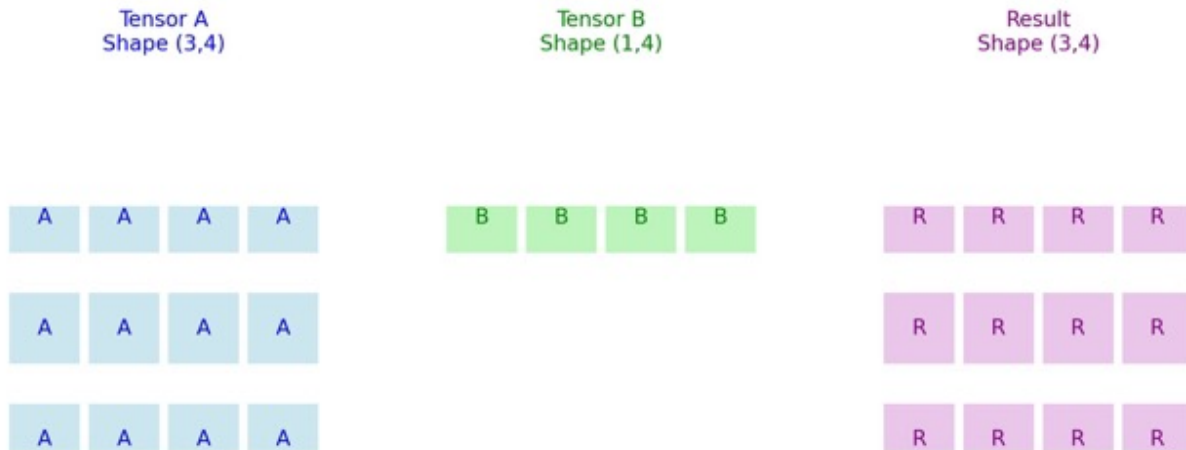 Tensor A
Shape (3,4)
Tensor B
Shape (1,4)
Result
Shape (3,4)
A A A A
B B B B
R R R R
A A A A
R R R R
A A A A
R R R R